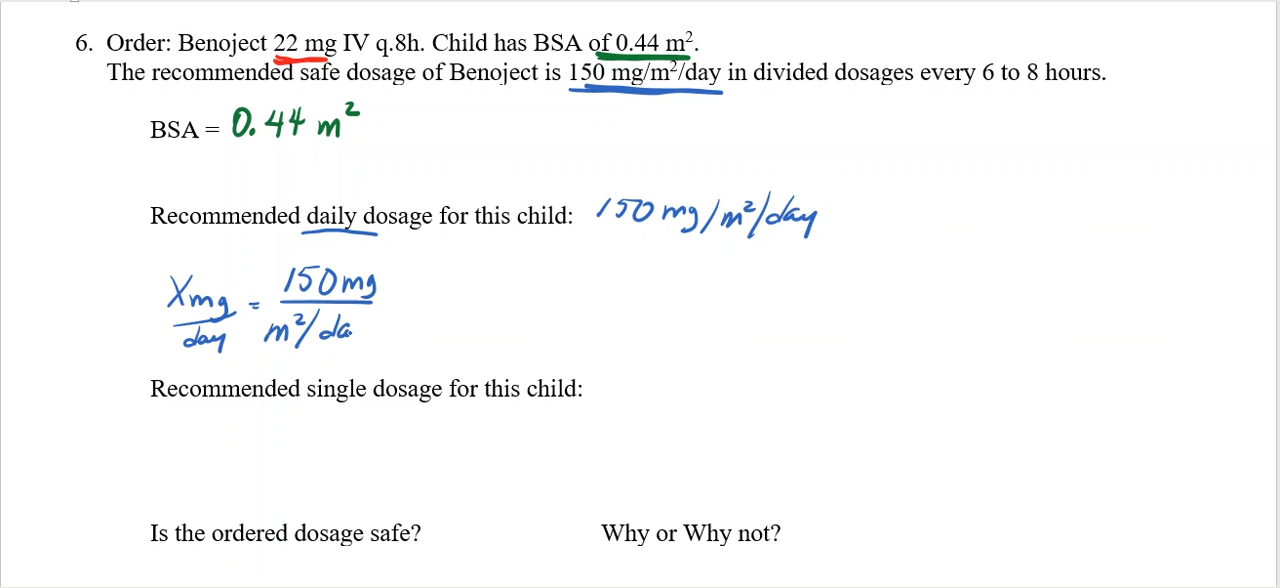 6. Order: Benoject 22 mg IV q.8h. Child has BSA of 0.44 m².
The recommended safe dosage of Benoject is 150 mg/m²/day in divided dosages every 6 to 8 hours.
BSA = 0.44 m²
Recommended daily dosage for this child: 150 mg/m²/day
X mg / day = 150 mg / m²/da
Recommended single dosage for this child:
Is the ordered dosage safe? Why or Why not?